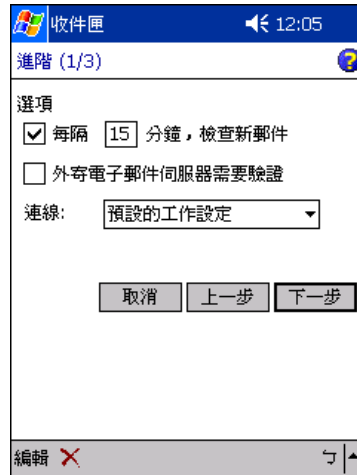 收件匣 12:05
進階 (1/3)
選項
每隔 15 分鐘，檢查新郵件
外寄電子郵件伺服器需要驗證
連線: 預設的工作設定
取消 上一步 下一步
編輯 ㄅ